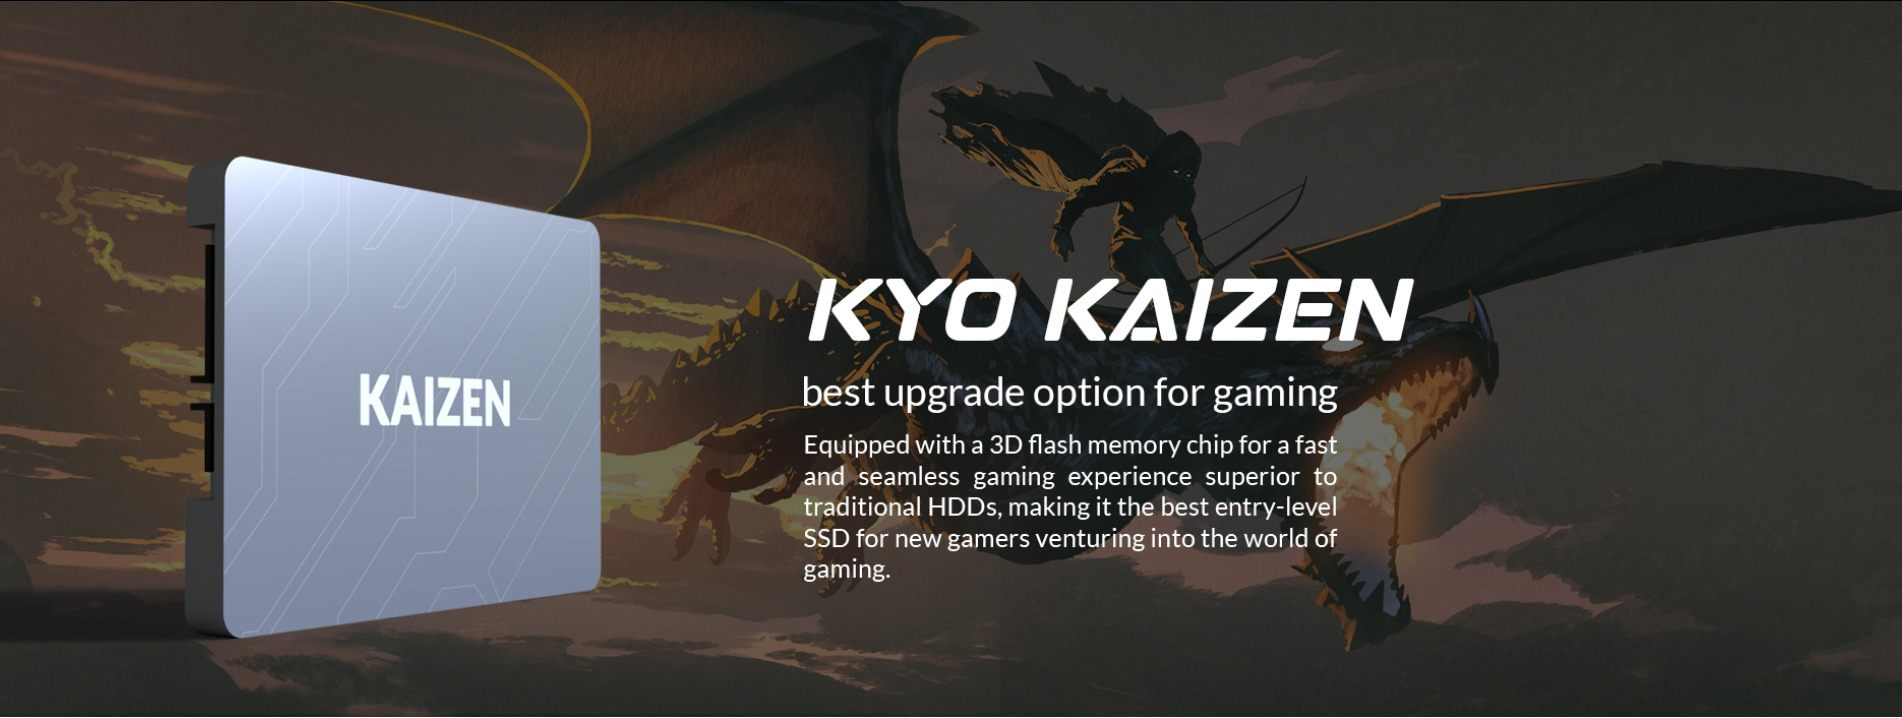 KAIZEN
KYO KAIZEN
best upgrade option for gaming
Equipped with a 3D flash memory chip for a fast
and seamless gaming experience superior to
traditional HDDs, making it the best entry-level
SSD for new gamers venturing into the world of
gaming.